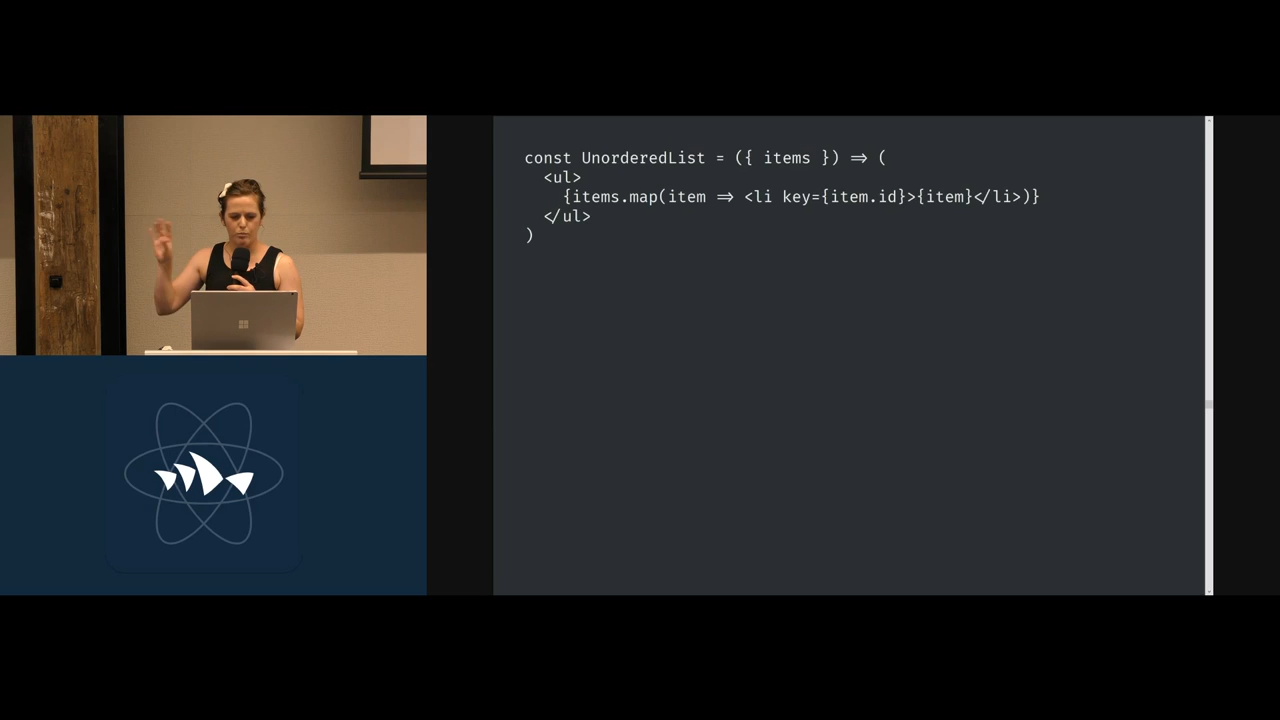 const UnorderedList = ({ items }) => (
  <ul>
    {items.map(item => <li key={item.id}>{item}</li>)}
  </ul>
)